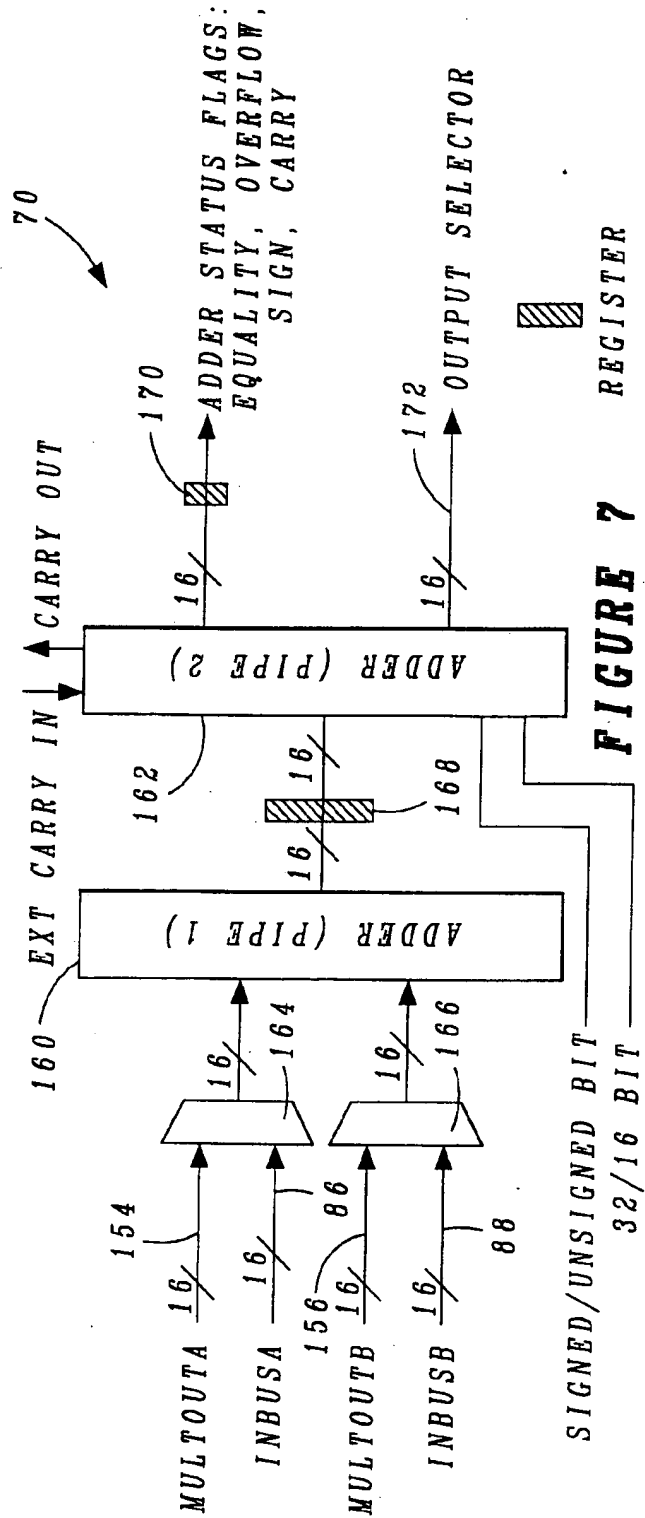 70
EXT CARRY IN
CARRY OUT
160
162
170
16
ADDER STATUS FLAGS:
EQUALITY, OVERFLOW,
SIGN, CARRY
MULTOUTA
154
16
INBUSA
16
86
164
16
ADDER (PIPE 1)
16
168
16
ADDER (PIPE 2)
172
16
OUTPUT SELECTOR
MULTOUTB
156
16
INBUSB
16
88
166
16
SIGNED/UNSIGNED BIT
32/16 BIT
REGISTER
FIGURE 7